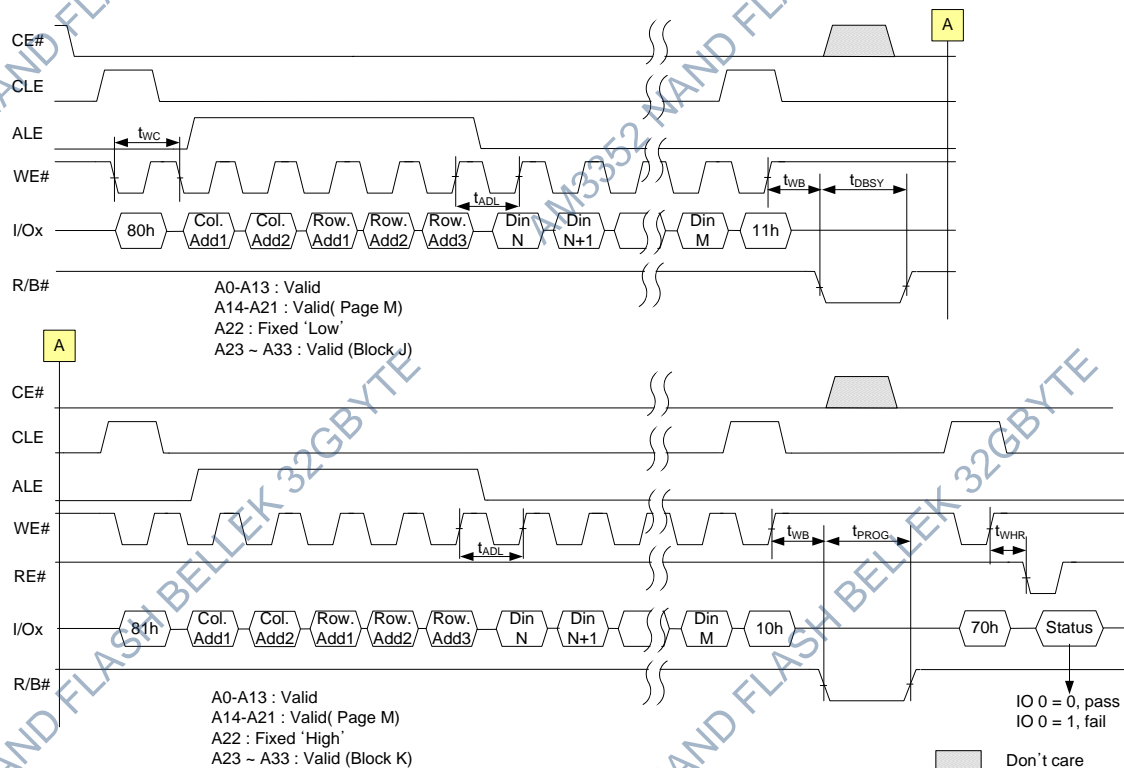 CE#
A
CLE
ALE
tWC
WE#
tADL
tWB
tDBSY
I/Ox
80h
Col. Add1
Col. Add2
Row. Add1
Row. Add2
Row. Add3
Din N
Din N+1
Din M
11h
R/B#
A0-A13 : Valid
A14-A21 : Valid( Page M)
A22 : Fixed ‘Low’
A23 ~ A33 : Valid (Block J)
A
CE#
CLE
ALE
WE#
tADL
tWB
tPROG
tWHR
RE#
I/Ox
81h
Col. Add1
Col. Add2
Row. Add1
Row. Add2
Row. Add3
Din N
Din N+1
Din M
10h
70h
Status
R/B#
A0-A13 : Valid
A14-A21 : Valid( Page M)
A22 : Fixed ‘High’
A23 ~ A33 : Valid (Block K)
IO 0 = 0, pass
IO 0 = 1, fail
Don’t care
AM3352 NAND FLASH
NAND FLASH BELLEK 32GBYTE
NAND FLASH BELLEK 32GBYTE